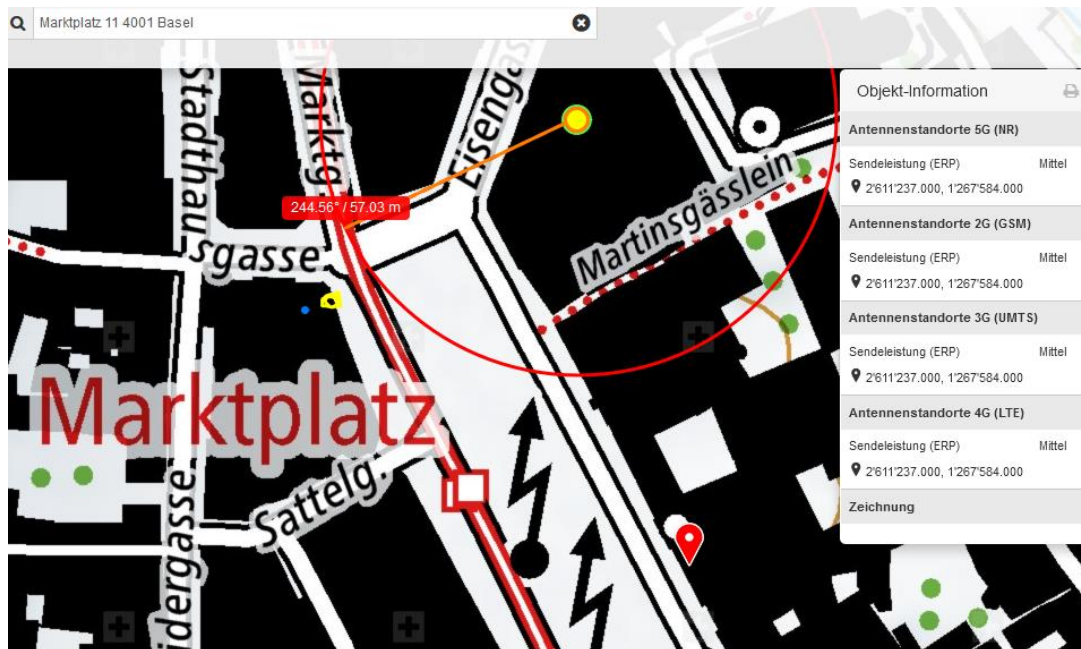 Marktplatz 11 4001 Basel
Stadthausgasse
Marktg.
Eisengas
244.56° / 57.03 m
Martinsgässlein
Marktplatz
Sattelg.
idergasse
Objekt-Information
Antennenstandorte 5G (NR)
Sendeleistung (ERP) Mittel
2'611'237.000, 1'267'584.000
Antennenstandorte 2G (GSM)
Sendeleistung (ERP) Mittel
2'611'237.000, 1'267'584.000
Antennenstandorte 3G (UMTS)
Sendeleistung (ERP) Mittel
2'611'237.000, 1'267'584.000
Antennenstandorte 4G (LTE)
Sendeleistung (ERP) Mittel
2'611'237.000, 1'267'584.000
Zeichnung